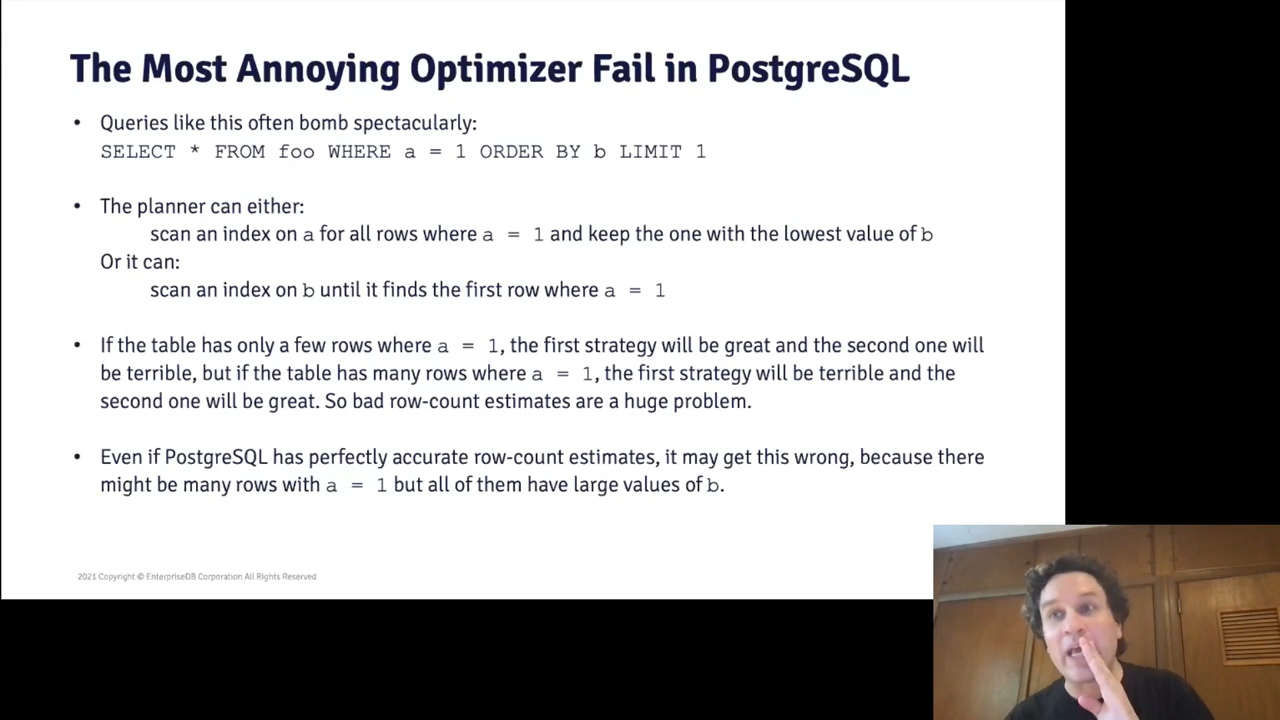 The Most Annoying Optimizer Fail in PostgreSQL
• Queries like this often bomb spectacularly:
SELECT * FROM foo WHERE a = 1 ORDER BY b LIMIT 1
• The planner can either:
scan an index on a for all rows where a = 1 and keep the one with the lowest value of b
Or it can:
scan an index on b until it finds the first row where a = 1
• If the table has only a few rows where a = 1, the first strategy will be great and the second one will
be terrible, but if the table has many rows where a = 1, the first strategy will be terrible and the
second one will be great. So bad row-count estimates are a huge problem.
• Even if PostgreSQL has perfectly accurate row-count estimates, it may get this wrong, because there
might be many rows with a = 1 but all of them have large values of b.
2021 Copyright © EnterpriseDB Corporation All Rights Reserved